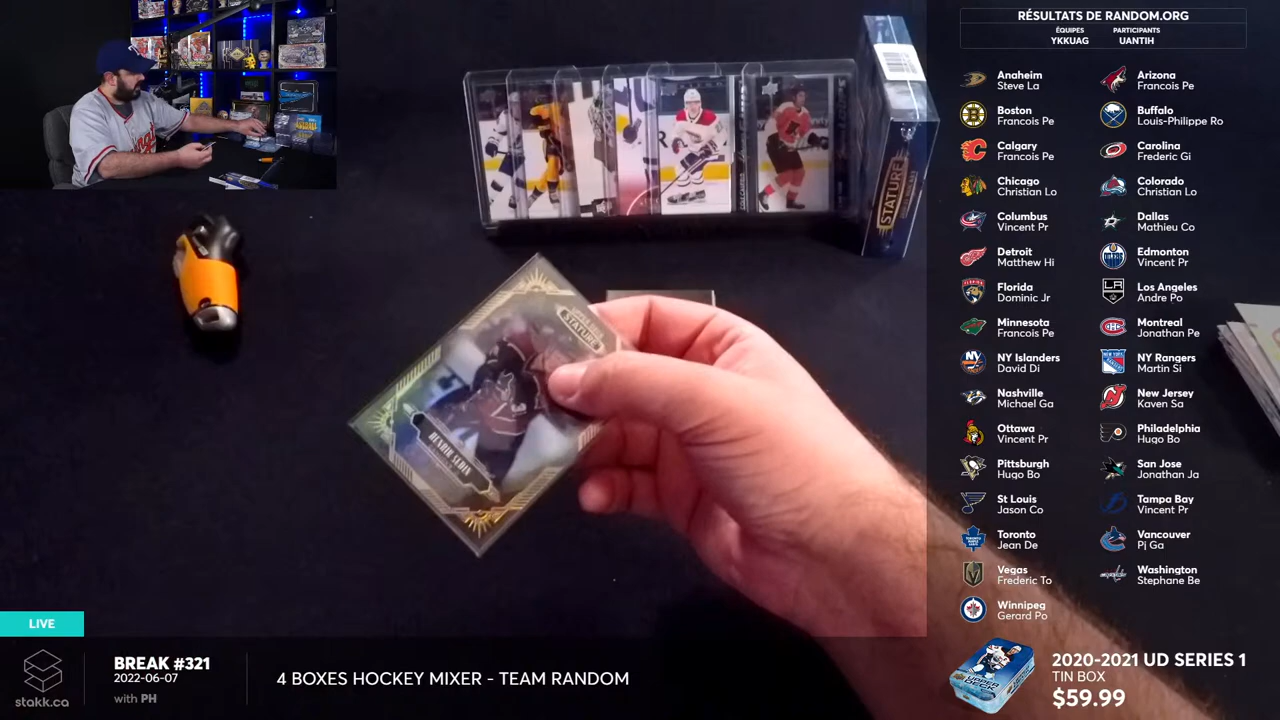 RÉSULTATS DE RANDOM.ORG
ÉQUIPES
YKKUAG
PARTICIPANTS
UANTIH
Anaheim
Steve La
Arizona
Francois Pe
Boston
Francois Pe
Buffalo
Louis-Philippe Ro
Calgary
Francois Pe
Carolina
Frederic Gi
Chicago
Christian Lo
Colorado
Christian Lo
Columbus
Vincent Pr
Dallas
Mathieu Co
Detroit
Matthew Hi
Edmonton
Vincent Pr
Florida
Dominic Jr
Los Angeles
Andre Po
Minnesota
Francois Pe
Montreal
Jonathan Pe
NY Islanders
David Di
NY Rangers
Martin Si
Nashville
Michael Ga
New Jersey
Kaven Sa
Ottawa
Vincent Pr
Philadelphia
Hugo Bo
Pittsburgh
Hugo Bo
San Jose
Jonathan Ja
St Louis
Jason Co
Tampa Bay
Vincent Pr
Toronto
Jean De
Vancouver
Pj Ga
Vegas
Frederic To
Washington
Stephane Be
Winnipeg
Gerard Po
STATURE
STATURE
HENRIK SEDIN
LIVE
stakk.ca
BREAK #321
2022-06-07
with PH
4 BOXES HOCKEY MIXER - TEAM RANDOM
2020-2021 UD SERIES 1
TIN BOX
$59.99